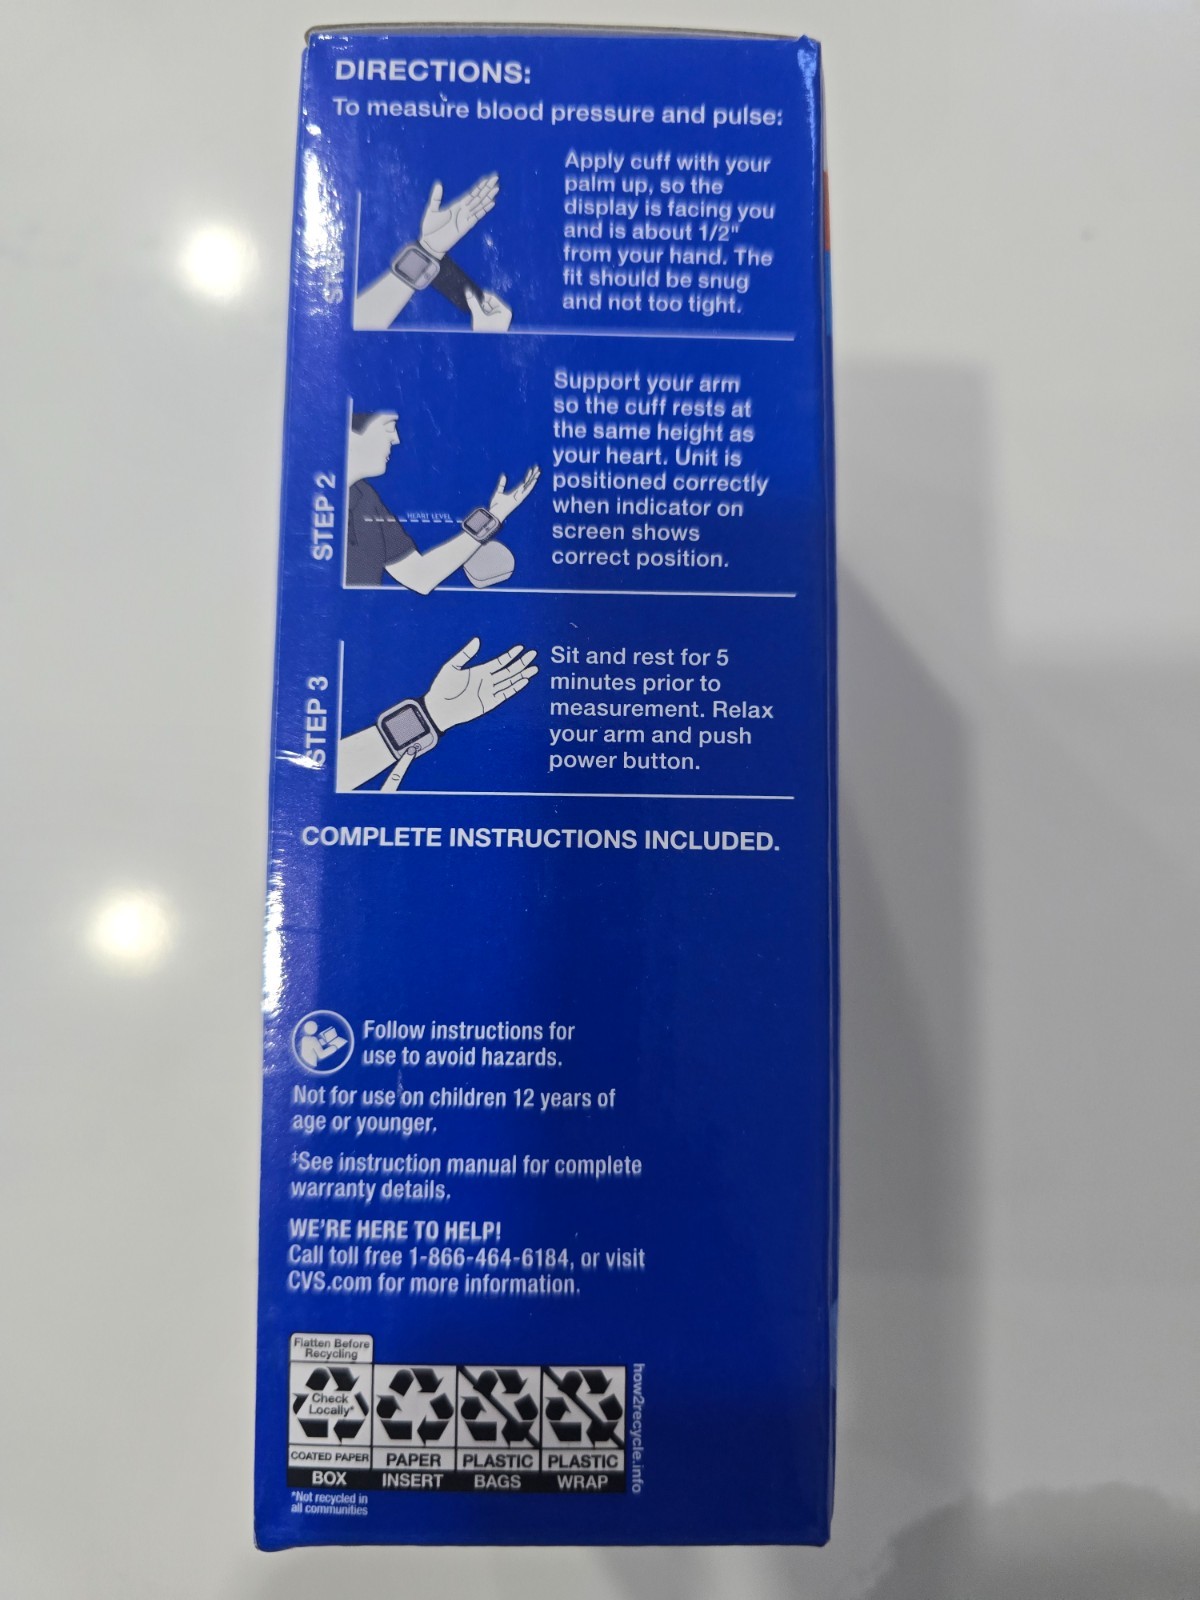 DIRECTIONS:
To measure blood pressure and pulse:
Apply cuff with your
palm up, so the
display is facing you
and is about 1/2"
from your hand. The
fit should be snug
and not too tight.
STEP 2
HEART LEVEL
Support your arm
so the cuff rests at
the same height as
your heart. Unit is
positioned correctly
when indicator on
screen shows
correct position.
STEP 3
Sit and rest for 5
minutes prior to
measurement. Relax
your arm and push
power button.
COMPLETE INSTRUCTIONS INCLUDED.
Follow instructions for
use to avoid hazards.
Not for use on children 12 years of
age or younger.
‡See instruction manual for complete
warranty details.
WE'RE HERE TO HELP!
Call toll free 1-866-464-6184, or visit
CVS.com for more information.
Flatten Before
Recycling
Check
Locally*
COATED PAPER
BOX
*Not recycled in
all communities
PAPER
INSERT
PLASTIC
BAGS
PLASTIC
WRAP
how2recycle.info